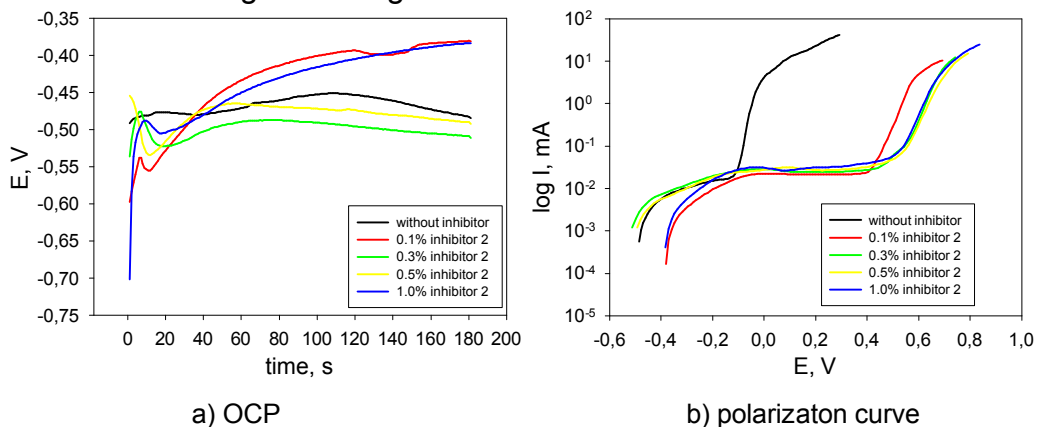 -0,35
-0,40
-0,45
-0,50
-0,55
-0,60
-0,65
-0,70
-0,75
E, V
0 20 40 60 80 100 120 140 160 180 200
time, s
without inhibitor
0.1% inhibitor 2
0.3% inhibitor 2
0.5% inhibitor 2
1.0% inhibitor 2
a) OCP
10²
10¹
10⁰
10⁻¹
10⁻²
10⁻³
10⁻⁴
10⁻⁵
log I, mA
-0,6 -0,4 -0,2 0,0 0,2 0,4 0,6 0,8 1,0
E, V
without inhibitor
0.1% inhibitor 2
0.3% inhibitor 2
0.5% inhibitor 2
1.0% inhibitor 2
b) polarizaton curve